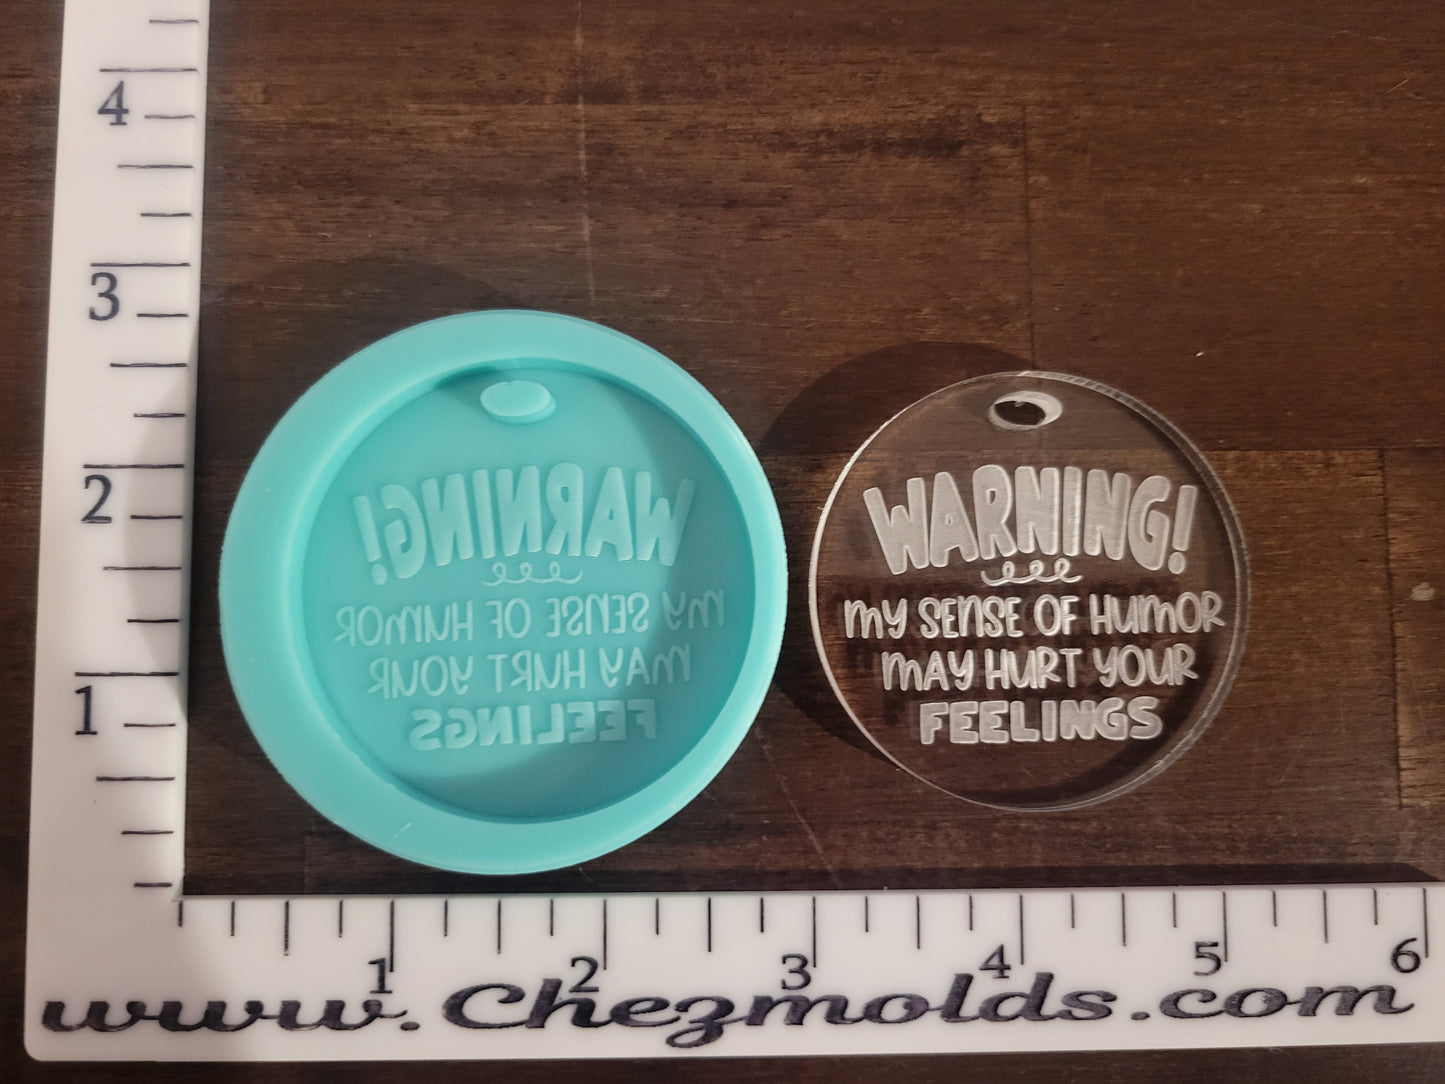 4
3
2
1
WARNING!
my SENSE OF HUMOR
MAY HURT YOUR
FEELINGS
WARNING!
my SENSE OF HUMOR
MAY HURT YOUR
FEELINGS
1 2 3 4 5 6
www.Chezmolds.com